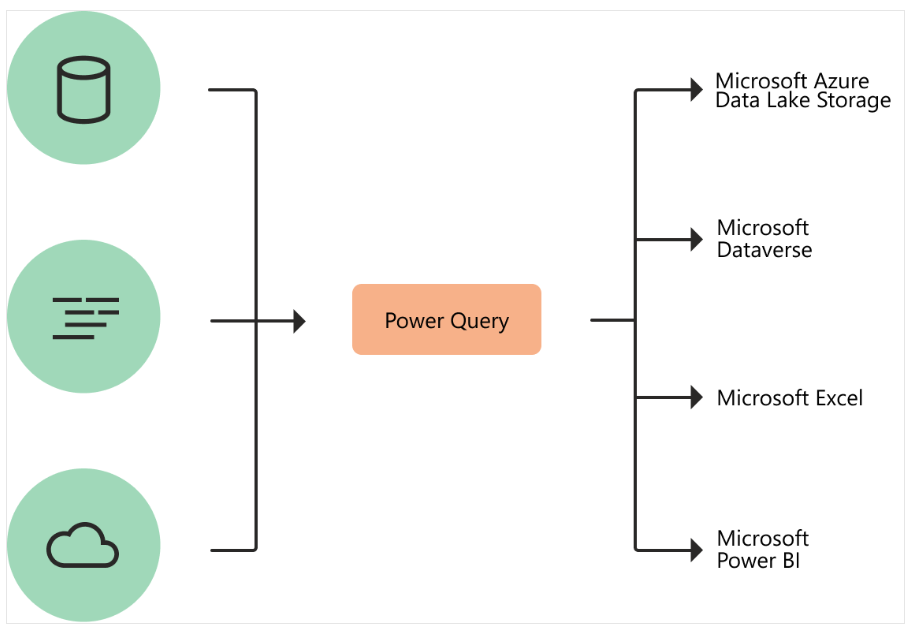 Microsoft Azure
Data Lake Storage
Microsoft
Dataverse
Power Query
Microsoft Excel
Microsoft
Power BI